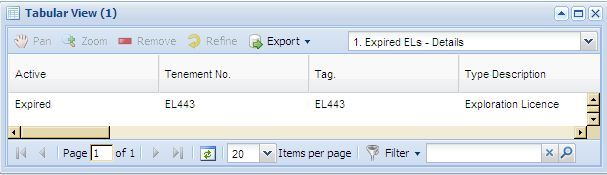 Tabular View (1)
Pan Zoom Remove Refine Export 1. Expired ELs - Details
Active Tenement No. Tag. Type Description
Expired EL443 EL443 Exploration Licence
Page 1 of 1 20 Items per page Filter